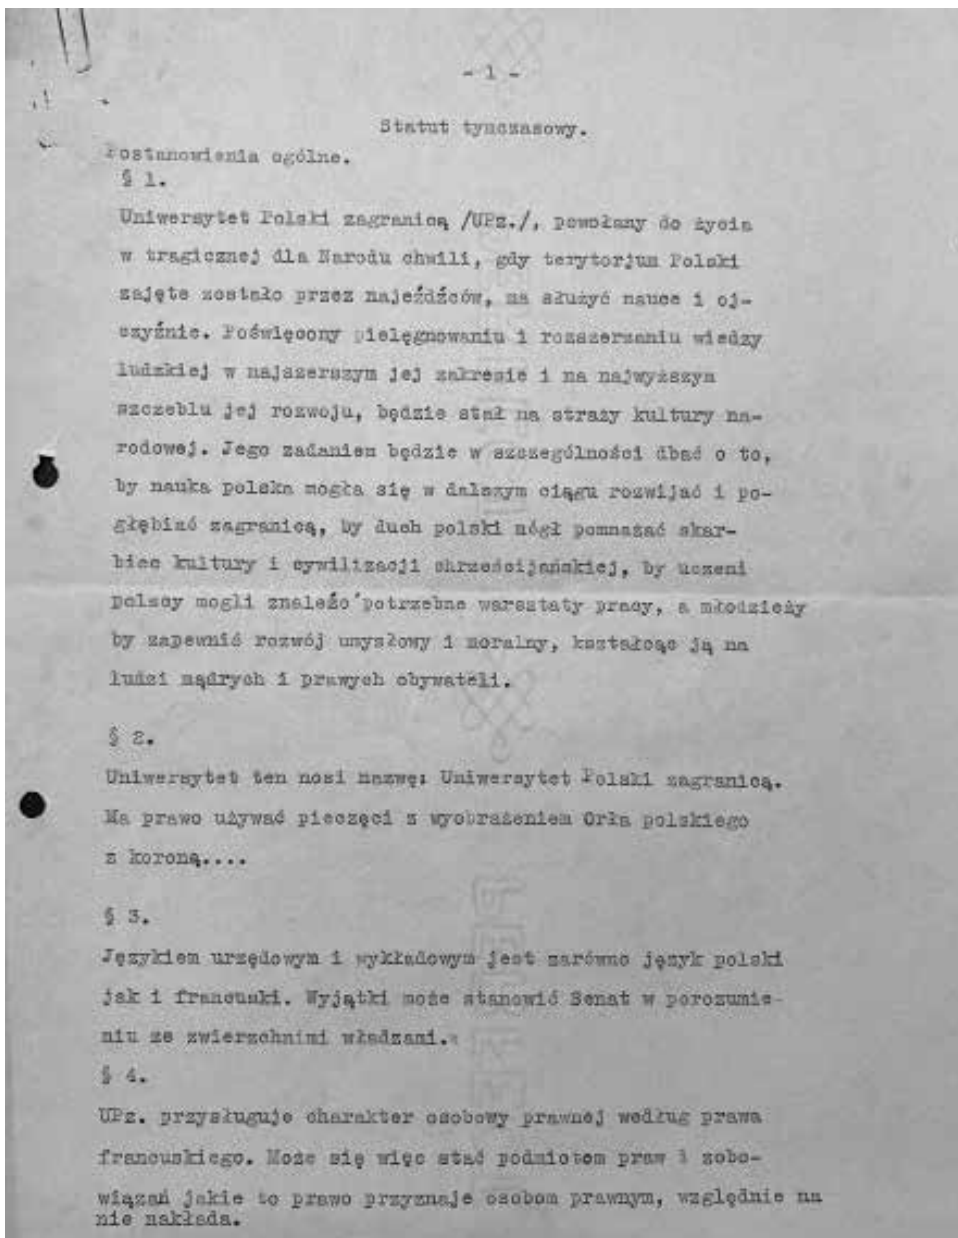 - 1 -
Statut tymczasowy.
Postanowienia ogólne.
§ 1.
Uniwersytet Polski zagranicą /UPz./, powołany do życia
w tragicznej dla Narodu chwili, gdy terytorjum Polski
zajęte zostało przez najeźdźców, ma służyć nauce i oj-
czyźnie. Poświęcony pielęgnowaniu i rozszerzaniu wiedzy
ludzkiej w najszerszym jej zakresie i na najwyższym
szczeblu jej rozwoju, będzie stał na straży kultury na-
rodowej. Jego zadaniem będzie w szczególności dbać o to,
by nauka polska mogła się w dalszym ciągu rozwijać i po-
głębiać zagranicą, by duch polski mógł pomnażać skar-
biec kultury i cywilizacji chrześcijańskiej, by uczeni
polscy mogli znaleźć potrzebne warsztaty pracy, a młodzieży
by zapewnić rozwój umysłowy i moralny, kształcąc ją na
ludzi mądrych i prawych obywateli.
§ 2.
Uniwersytet ten nosi nazwę: Uniwersytet Polski zagranicą.
Ma prawo używać pieczęci z wyobrażeniem Orła polskiego
z koroną....
§ 3.
Językiem urzędowym i wykładowym jest zarówno język polski
jak i francuski. Wyjątki może stanowić Senat w porozumie-
niu ze zwierzchnimi władzami.
§ 4.
UPz. przysługuje charakter osobowy prawnej według prawa
francuskiego. Może się więc stać podmiotem praw i zobo-
wiązań jakie to prawo przyznaje osobom prawnym, względnie na
nie nakłada.